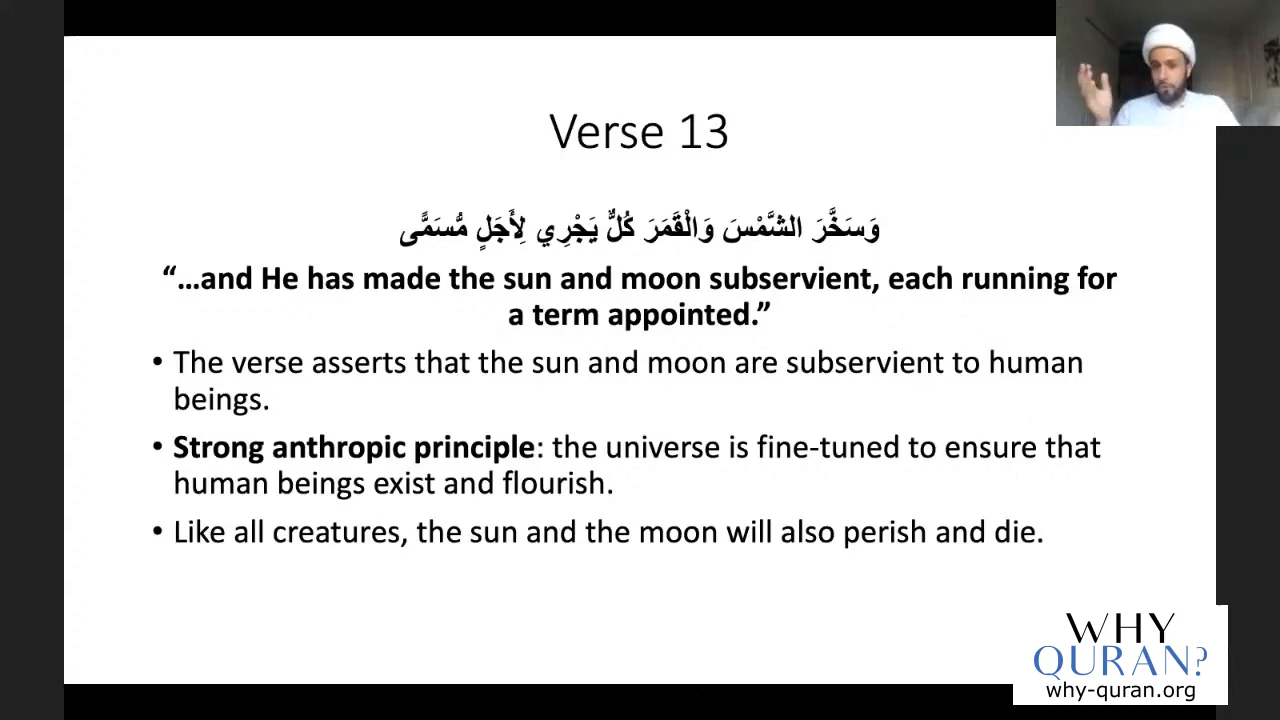 Verse 13
وَسَخَّرَ الشَّمْسَ وَالْقَمَرَ كُلٌّ يَجْرِي لِأَجَلٍ مُّسَمًّى
“…and He has made the sun and moon subservient, each running for
a term appointed.”
• The verse asserts that the sun and moon are subservient to human
beings.
• Strong anthropic principle: the universe is fine-tuned to ensure that
human beings exist and flourish.
• Like all creatures, the sun and the moon will also perish and die.
WHY
QURAN?
why-quran.org